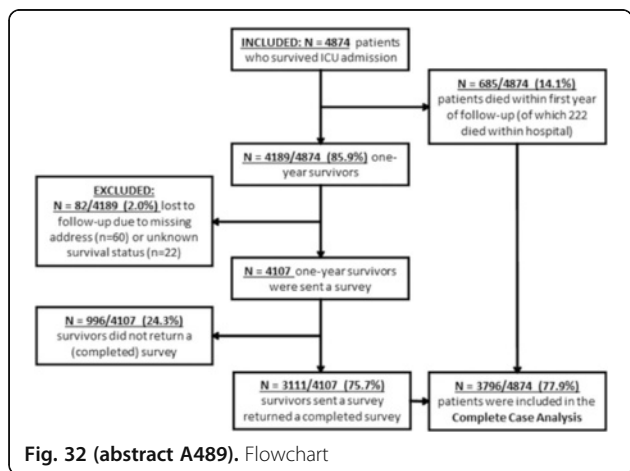 INCLUDED: N = 4874 patients
who survived ICU admission
N = 685/4874 (14.1%)
patients died within first year
of follow-up (of which 222
died within hospital)
N = 4189/4874 (85.9%) one-
year survivors
EXCLUDED:
N = 82/4189 (2.0%) lost to
follow-up due to missing
address (n=60) or unknown
survival status (n=22)
N = 4107 one-year survivors
were sent a survey
N = 996/4107 (24.3%)
survivors did not return a
(completed) survey
N = 3111/4107 (75.7%)
survivors sent a survey
returned a completed survey
N = 3796/4874 (77.9%)
patients were included in the
Complete Case Analysis
Fig. 32 (abstract A489). Flowchart